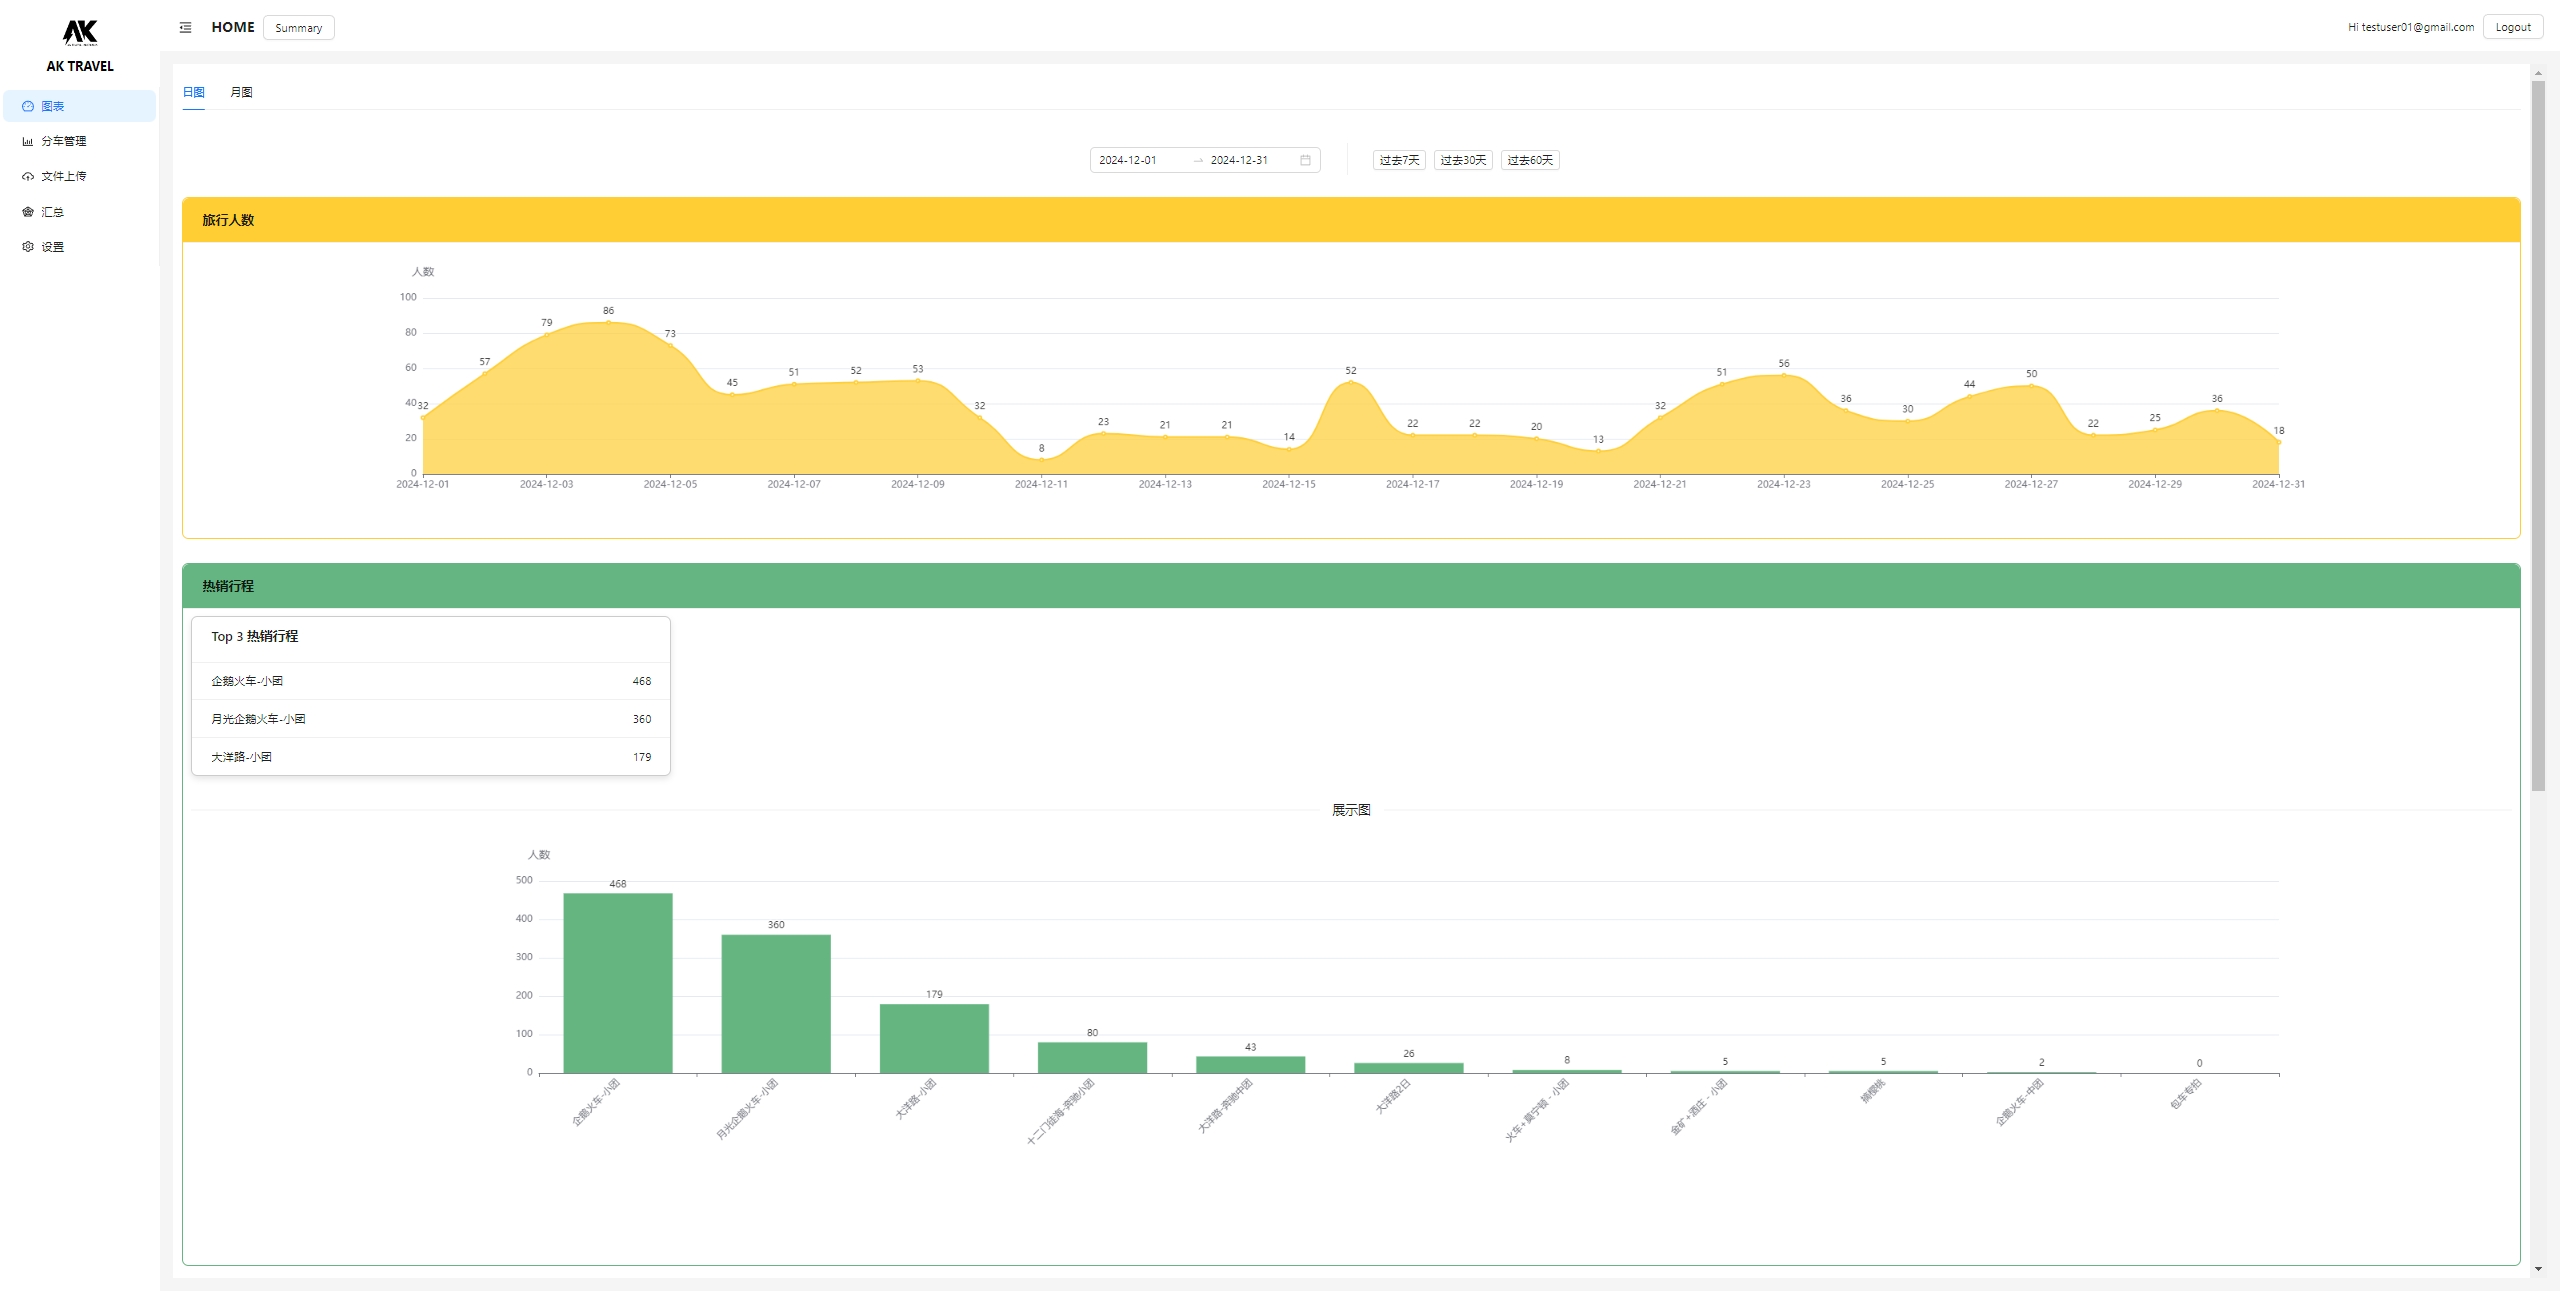 AK TRAVEL
图表
分车管理
文件上传
汇总
设置
HOME Summary
Hi testuser01@gmail.com Logout
日图 月图
2024-12-01 2024-12-31 过去7天 过去30天 过去60天
旅行人数
人数
100
80
60
40
20
0
32 57 79 86 73 45 51 52 53 32 8 23 21 21 14 52 22 22 20 13 32 51 56 36 30 44 50 22 25 36 18
2024-12-01 2024-12-03 2024-12-05 2024-12-07 2024-12-09 2024-12-11 2024-12-13 2024-12-15 2024-12-17 2024-12-19 2024-12-21 2024-12-23 2024-12-25 2024-12-27 2024-12-29 2024-12-31
热销行程
Top 3 热销行程
企鹅火车-小团 468
月光企鹅火车-小团 360
大洋路-小团 179
展示图
人数
500
400
300
200
100
0
468 360 179 80 43 26 8 5 5 2 0
企鹅火车-小团
月光企鹅火车-小团
大洋路-小团
十二门徒海-奔驰小团
大洋路-奔驰中团
大洋路2日
火车+莫宁顿 - 小团
金矿+酒庄 - 小团
摘樱桃
企鹅火车-中团
包车专拍